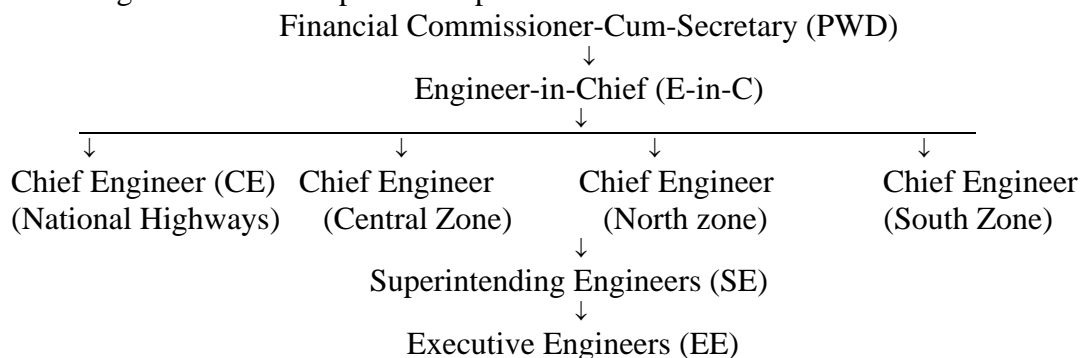 Financial Commissioner-Cum-Secretary (PWD)
↓
Engineer-in-Chief (E-in-C)
↓
↓ ↓ ↓ ↓
Chief Engineer (CE) Chief Engineer Chief Engineer Chief Engineer
(National Highways) (Central Zone) (North zone) (South Zone)
↓
Superintending Engineers (SE)
↓
Executive Engineers (EE)